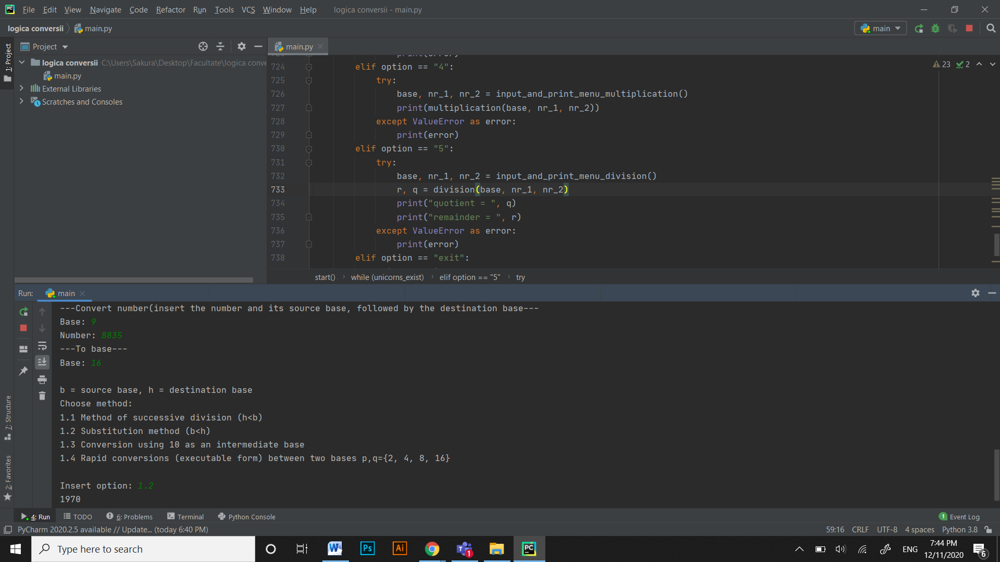 File Edit View Navigate Code Refactor Run Tools VCS Window Help logica conversii - main.py
logica conversii main.py main
1: Project
Project main.py
logica conversii C:\Users\Sakura\Desktop\Facultate\logica conve
main.py
External Libraries
Scratches and Consoles
23 2
724 elif option == "4":
725 try:
726 base, nr_1, nr_2 = input_and_print_menu_multiplication()
727 print(multiplication(base, nr_1, nr_2))
728 except ValueError as error:
729 print(error)
730 elif option == "5":
731 try:
732 base, nr_1, nr_2 = input_and_print_menu_division()
733 r, q = division(base, nr_1, nr_2)
734 print("quotient = ", q)
735 print("remainder = ", r)
736 except ValueError as error:
737 print(error)
738 elif option == "exit":
start() while (unicorns_exist) elif option == "5" try
Run: main
---Convert number(insert the number and its source base, followed by the destination base---
Base: 9
Number: 8835
---To base---
Base: 16
b = source base, h = destination base
Choose method:
1.1 Method of successive division (h<b)
1.2 Substitution method (b<h)
1.3 Conversion using 10 as an intermediate base
1.4 Rapid conversions (executable form) between two bases p,q={2, 4, 8, 16}
Insert option: 1.2
1970
7: Structure
2: Favorites
4: Run TODO 6: Problems Terminal Python Console 1 Event Log
PyCharm 2020.2.5 available // Update... (today 6:40 PM) 59:16 CRLF UTF-8 4 spaces Python 3.8
Type here to search
W Ps Ai T 1 PC
ENG
7:44 PM
12/11/2020
6